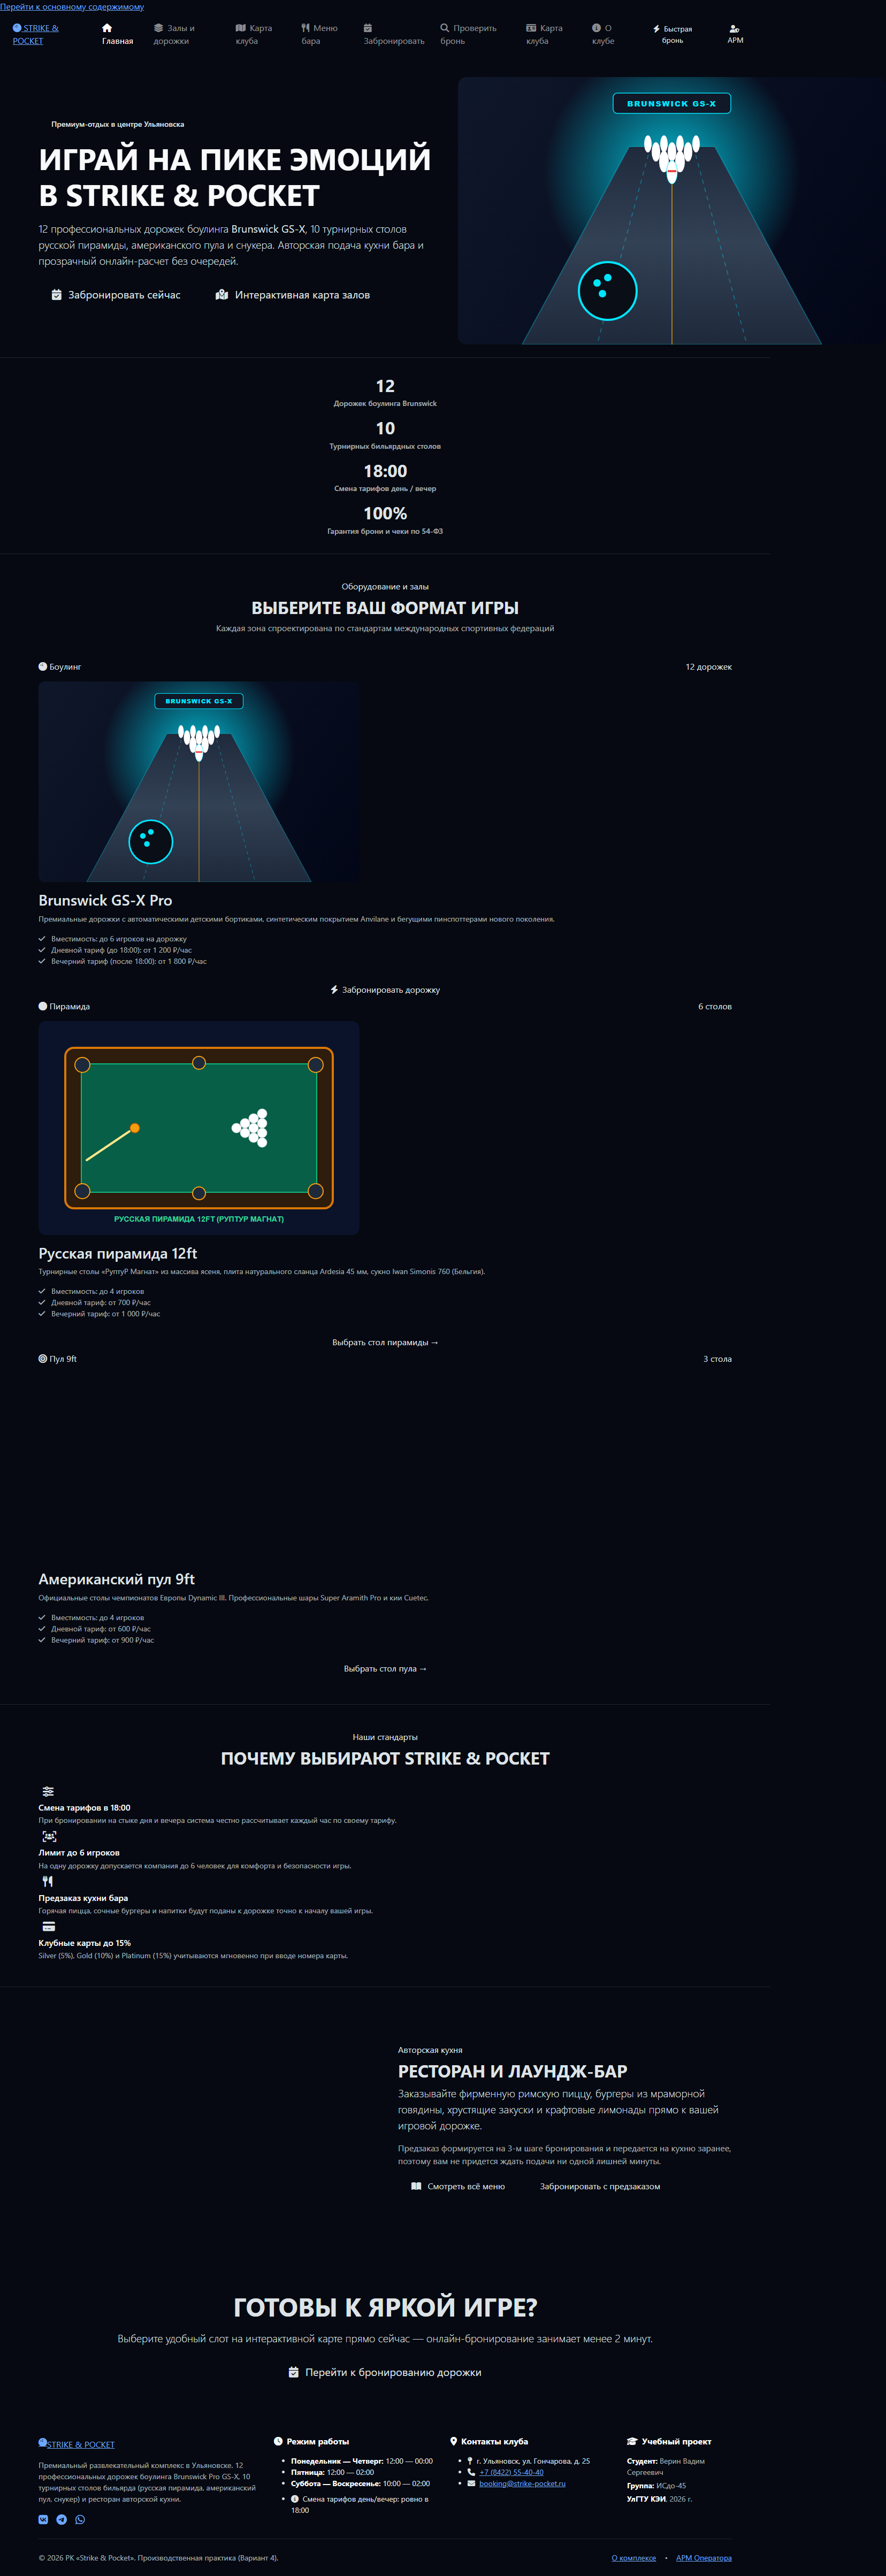 Перейти к основному содержимому
STRIKE &
POCKET
Главная
Залы и
дорожки
Карта
клуба
Меню
бара
Забронировать
Проверить
бронь
Карта
клуба
О
клубе
Быстрая
бронь
АРМ
Премиум-отдых в центре Ульяновска
ИГРАЙ НА ПИКЕ ЭМОЦИЙ
В STRIKE & POCKET
12 профессиональных дорожек боулинга Brunswick GS-X, 10 турнирных столов
русской пирамиды, американского пула и снукера. Авторская подача кухни бара и
прозрачный онлайн-расчет без очередей.
Забронировать сейчас
Интерактивная карта залов
BRUNSWICK GS-X
12
Дорожек боулинга Brunswick
10
Турнирных бильярдных столов
18:00
Смена тарифов день / вечер
100%
Гарантия брони и чеки по 54-ФЗ
Оборудование и залы
ВЫБЕРИТЕ ВАШ ФОРМАТ ИГРЫ
Каждая зона спроектирована по стандартам международных спортивных федераций
Боулинг
12 дорожек
BRUNSWICK GS-X
Brunswick GS-X Pro
Премиальные дорожки с автоматическими детскими бортиками, синтетическим покрытием Anvilane и бегущими пинспоттерами нового поколения.
Вместимость: до 6 игроков на дорожку
Дневной тариф (до 18:00): от 1 200 ₽/час
Вечерний тариф (после 18:00): от 1 800 ₽/час
Забронировать дорожку
Пирамида
6 столов
РУССКАЯ ПИРАМИДА 12FT (РУПТУР МАГНАТ)
Русская пирамида 12ft
Турнирные столы «РуптуР Магнат» из массива ясеня, плита натурального сланца Ardesia 45 мм, сукно Iwan Simonis 760 (Бельгия).
Вместимость: до 4 игроков
Дневной тариф: от 700 ₽/час
Вечерний тариф: от 1 000 ₽/час
Выбрать стол пирамиды →
Пул 9ft
3 стола
Американский пул 9ft
Официальные столы чемпионатов Европы Dynamic III. Профессиональные шары Super Aramith Pro и кии Cuetec.
Вместимость: до 4 игроков
Дневной тариф: от 600 ₽/час
Вечерний тариф: от 900 ₽/час
Выбрать стол пула →
Наши стандарты
ПОЧЕМУ ВЫБИРАЮТ STRIKE & POCKET
Смена тарифов в 18:00
При бронировании на стыке дня и вечера система честно рассчитывает каждый час по своему тарифу.
Лимит до 6 игроков
На одну дорожку допускается компания до 6 человек для комфорта и безопасности игры.
Предзаказ кухни бара
Горячая пицца, сочные бургеры и напитки будут поданы к дорожке точно к началу вашей игры.
Клубные карты до 15%
Silver (5%), Gold (10%) и Platinum (15%) учитываются мгновенно при вводе номера карты.
Авторская кухня
РЕСТОРАН И ЛАУНДЖ-БАР
Заказывайте фирменную римскую пиццу, бургеры из мраморной
говядины, хрустящие закуски и крафтовые лимонады прямо к вашей
игровой дорожке.
Предзаказ формируется на 3-м шаге бронирования и передается на кухню заранее,
поэтому вам не придется ждать подачи ни одной лишней минуты.
Смотреть всё меню
Забронировать с предзаказом
ГОТОВЫ К ЯРКОЙ ИГРЕ?
Выберите удобный слот на интерактивной карте прямо сейчас — онлайн-бронирование занимает менее 2 минут.
Перейти к бронированию дорожки
STRIKE & POCKET
Премиальный развлекательный комплекс в Ульяновске. 12
профессиональных дорожек боулинга Brunswick Pro GS-X, 10
турнирных столов бильярда (русская пирамида, американский
пул, снукер) и ресторан авторской кухни.
Режим работы
Понедельник — Четверг: 12:00 — 00:00
Пятница: 12:00 — 02:00
Суббота — Воскресенье: 10:00 — 02:00
Смена тарифов день/вечер: ровно в
18:00
Контакты клуба
г. Ульяновск, ул. Гончарова, д. 25
+7 (8422) 55-40-40
booking@strike-pocket.ru
Учебный проект
Студент: Верин Вадим
Сергеевич
Группа: ИСдо-45
УлГТУ КЭИ, 2026 г.
© 2026 РК «Strike & Pocket». Производственная практика (Вариант 4).
О комплексе • АРМ Оператора